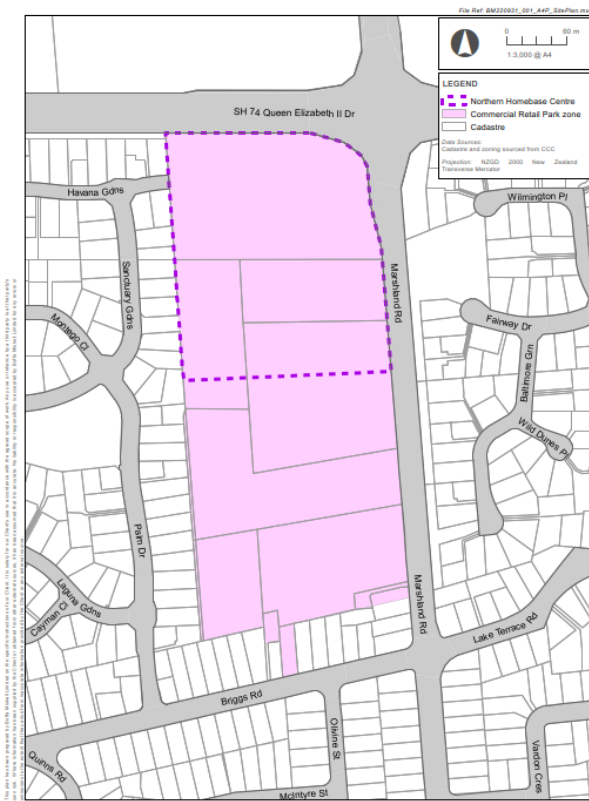 File Ref: BM220931_001_A4P_SitePlan.mx
0
60 m
1:3,000 @ A4
LEGEND
Northern Homebase Centre
Commercial Retail Park zone
Cadastre
Data Sources:
Cadastre and zoning sourced from CCC
Projection: NZGD 2000 New Zealand
Transverse Mercator
SH 74 Queen Elizabeth II Dr
Havana Gdns
Wilmington Pl
Sanctuary Gdns
Marshland Rd
Montego Cl
Fairway Dr
Baltimore Grn
Wild Dunes Pl
Palm Dr
Laguna Gdns
Cayman Cl
Marshland Rd
Lake Terrace Rd
Briggs Rd
Olivine St
Quinns Rd
Vardon Cres
McIntyre St